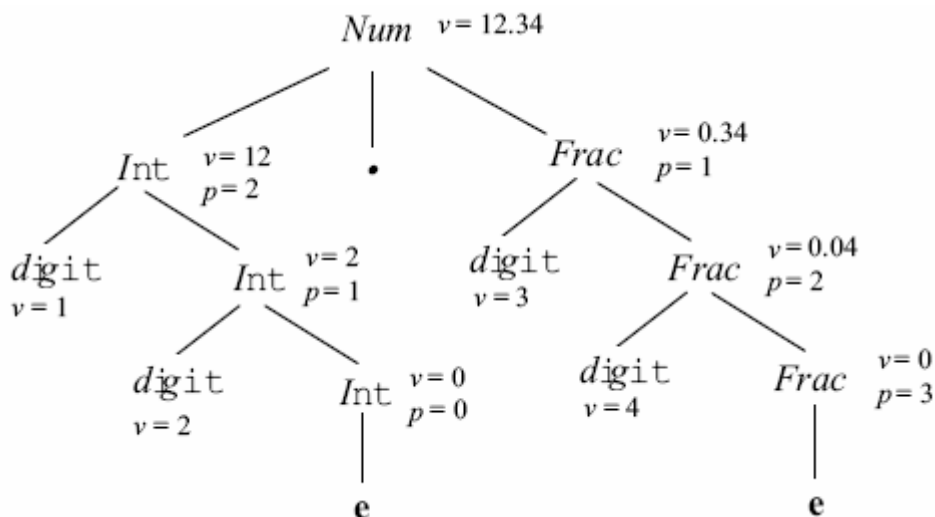 Num v = 12.34
Int v = 12 p = 2
.
Frac v = 0.34 p = 1
digit v = 1
Int v = 2 p = 1
digit v = 3
Frac v = 0.04 p = 2
digit v = 2
Int v = 0 p = 0
digit v = 4
Frac v = 0 p = 3
e
e